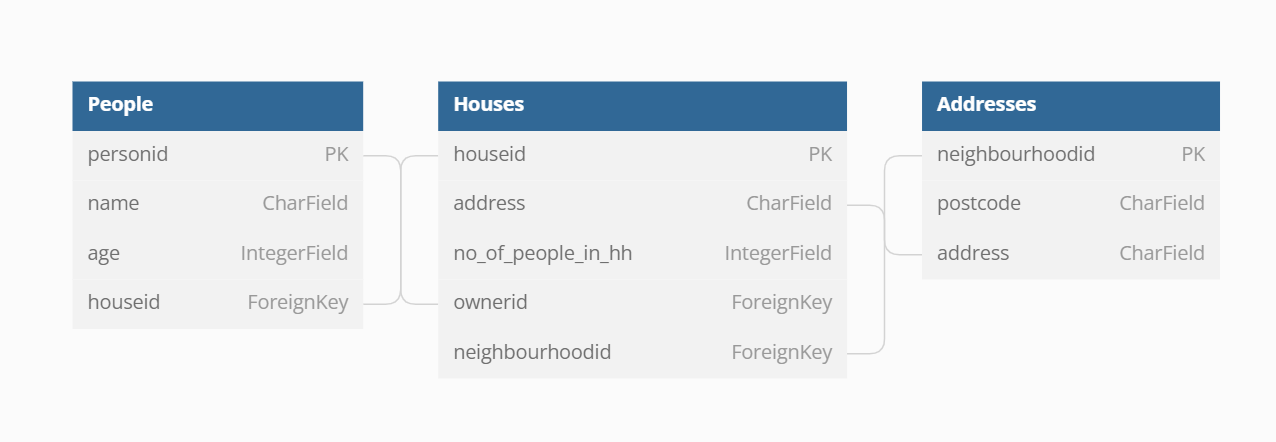 People
personid PK
name CharField
age IntegerField
houseid ForeignKey
Houses
houseid PK
address CharField
no_of_people_in_hh IntegerField
ownerid ForeignKey
neighbourhoodid ForeignKey
Addresses
neighbourhoodid PK
postcode CharField
address CharField